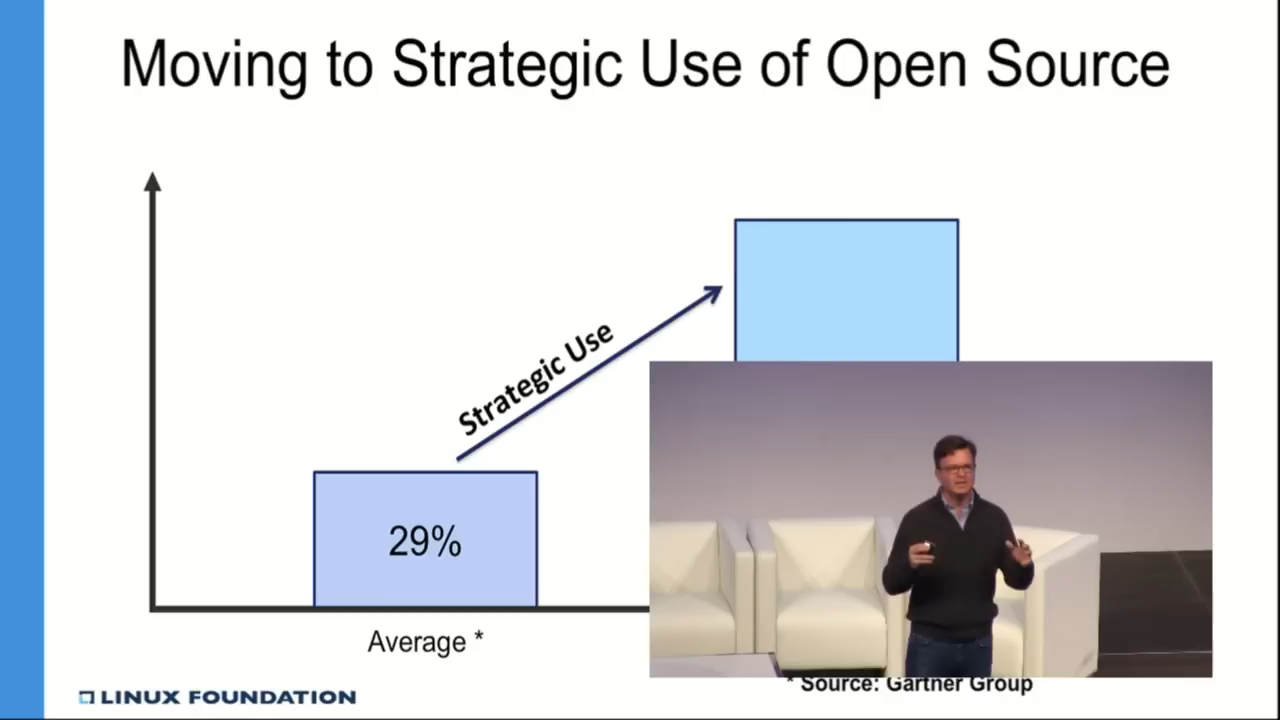 Moving to Strategic Use of Open Source
Strategic Use
29%
Average *
* Source: Gartner Group
LINUX FOUNDATION